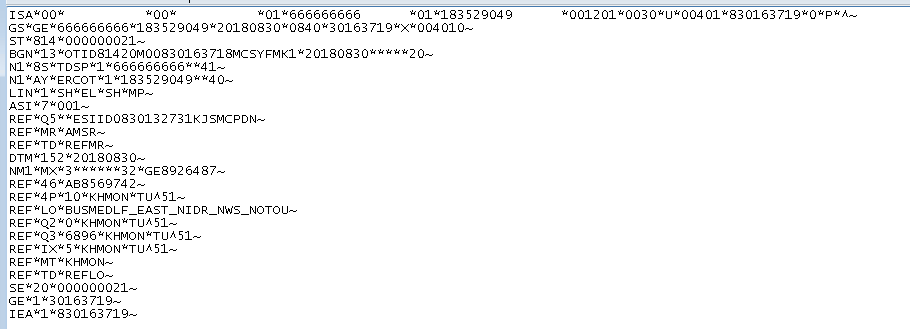 ISA*00*          *00*          *01*666666666      *01*183529049      *001201*0030*U*00401*830163719*0*P*^~
GS*GE*666666666*183529049*20180830*0840*30163719*X*004010~
ST*814*000000021~
BGN*13*OTID81420M00830163718MCSYFMK1*20180830*****20~
N1*8S*TDSP*1*666666666**41~
N1*AY*ERCOT*1*183529049**40~
LIN*1*SH*EL*SH*MP~
ASI*7*001~
REF*Q5**ESIID0830132731KJSMCPDN~
REF*MR*AMSR~
REF*TD*REFMR~
DTM*152*20180830~
NM1*MX*3******32*GE8926487~
REF*46*AB8569742~
REF*4P*10*KHMON*TU^51~
REF*LO*BUSMEDLF_EAST_NIDR_NWS_NOTOU~
REF*Q2*0*KHMON*TU^51~
REF*Q3*6896*KHMON*TU^51~
REF*IX*5*KHMON*TU^51~
REF*MT*KHMON~
REF*TD*REFLO~
SE*20*000000021~
GE*1*30163719~
IEA*1*830163719~